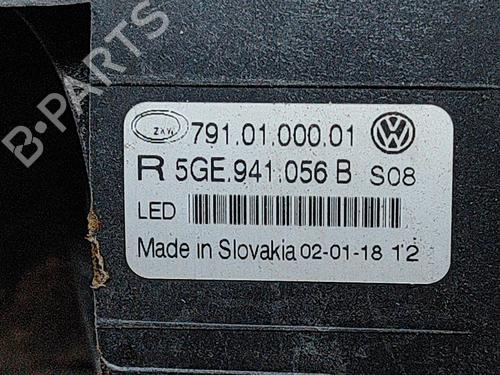 B-PARTS
ZKW 791.01.000.01
R 5GE.941.056 B S08
LED
Made in Slovakia 02-01-18 12